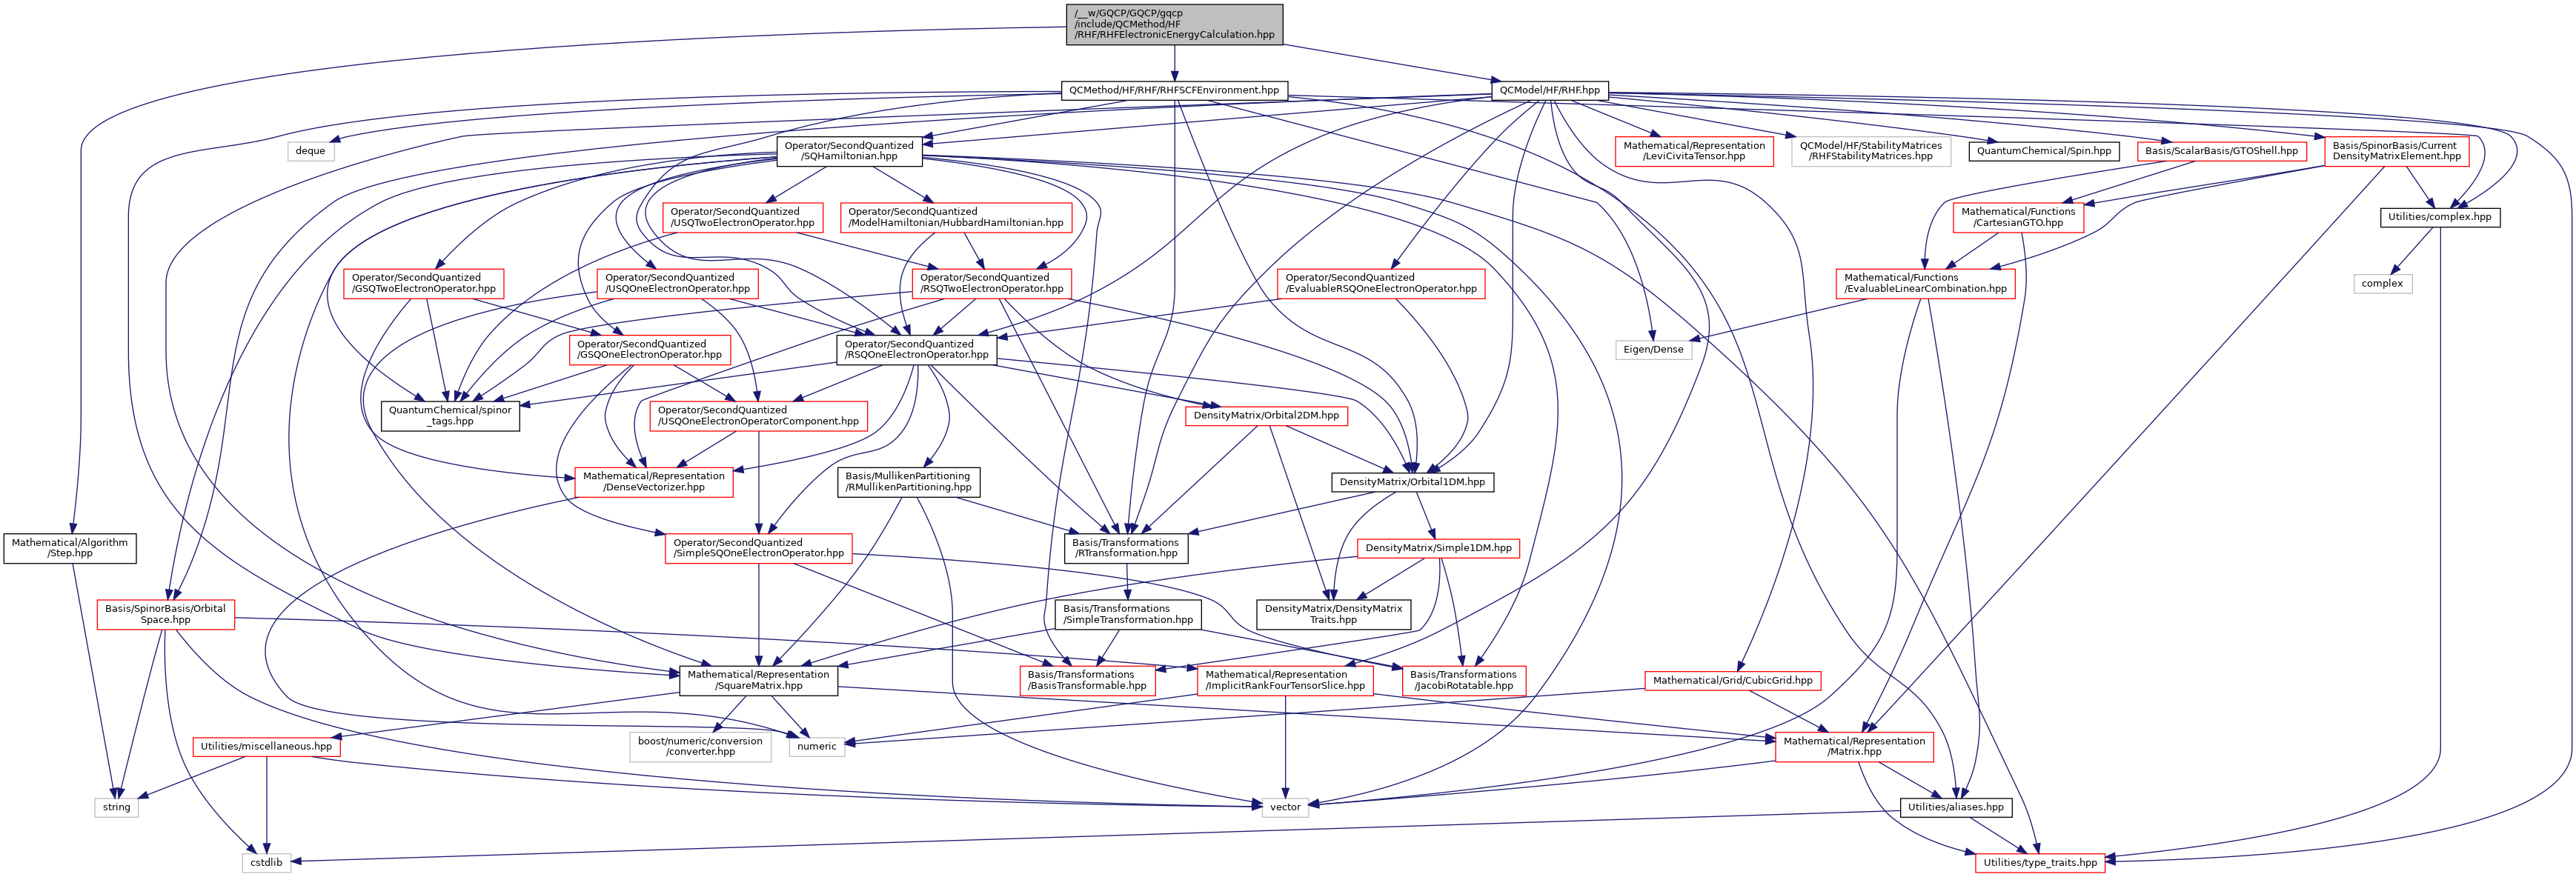 /__w/GQCP/GQCP/gqcp
/include/QCMethod/HF
/RHF/RHFElectronicEnergyCalculation.hpp
QCMethod/HF/RHF/RHFSCFEnvironment.hpp
QCModel/HF/RHF.hpp
deque
Operator/SecondQuantized
/SQHamiltonian.hpp
Mathematical/Representation
/LeviCivitaTensor.hpp
QCModel/HF/StabilityMatrices
/RHFStabilityMatrices.hpp
QuantumChemical/Spin.hpp
Basis/ScalarBasis/GTOShell.hpp
Basis/SpinorBasis/Current
DensityMatrixElement.hpp
Operator/SecondQuantized
/USQTwoElectronOperator.hpp
Operator/SecondQuantized
/ModelHamiltonian/HubbardHamiltonian.hpp
Mathematical/Functions
/CartesianGTO.hpp
Utilities/complex.hpp
Operator/SecondQuantized
/GSQTwoElectronOperator.hpp
Operator/SecondQuantized
/USQOneElectronOperator.hpp
Operator/SecondQuantized
/RSQTwoElectronOperator.hpp
Operator/SecondQuantized
/EvaluableRSQOneElectronOperator.hpp
Mathematical/Functions
/EvaluableLinearCombination.hpp
complex
Operator/SecondQuantized
/GSQOneElectronOperator.hpp
Operator/SecondQuantized
/RSQOneElectronOperator.hpp
Eigen/Dense
QuantumChemical/spinor
_tags.hpp
Operator/SecondQuantized
/USQOneElectronOperatorComponent.hpp
DensityMatrix/Orbital2DM.hpp
Mathematical/Representation
/DenseVectorizer.hpp
Basis/MullikenPartitioning
/RMullikenPartitioning.hpp
DensityMatrix/Orbital1DM.hpp
Mathematical/Algorithm
/Step.hpp
Operator/SecondQuantized
/SimpleSQOneElectronOperator.hpp
Basis/Transformations
/RTransformation.hpp
DensityMatrix/Simple1DM.hpp
Basis/SpinorBasis/Orbital
Space.hpp
Basis/Transformations
/SimpleTransformation.hpp
DensityMatrix/DensityMatrix
Traits.hpp
Mathematical/Representation
/SquareMatrix.hpp
Basis/Transformations
/BasisTransformable.hpp
Mathematical/Representation
/ImplicitRankFourTensorSlice.hpp
Basis/Transformations
/JacobiRotatable.hpp
Mathematical/Grid/CubicGrid.hpp
Utilities/miscellaneous.hpp
boost/numeric/conversion
/converter.hpp
numeric
Mathematical/Representation
/Matrix.hpp
string
vector
Utilities/aliases.hpp
cstdlib
Utilities/type_traits.hpp